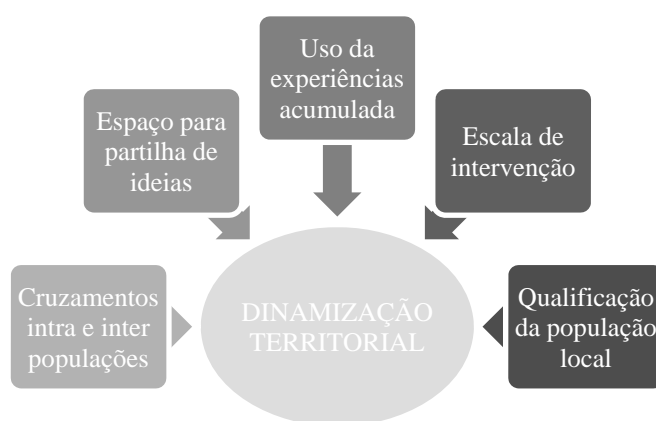 Uso da
experiências
acumulada
Espaço para
partilha de
ideias
Escala de
intervenção
Cruzamentos
intra e inter
populações
DINAMIZAÇÃO
TERRITORIAL
Qualificação
da população
local